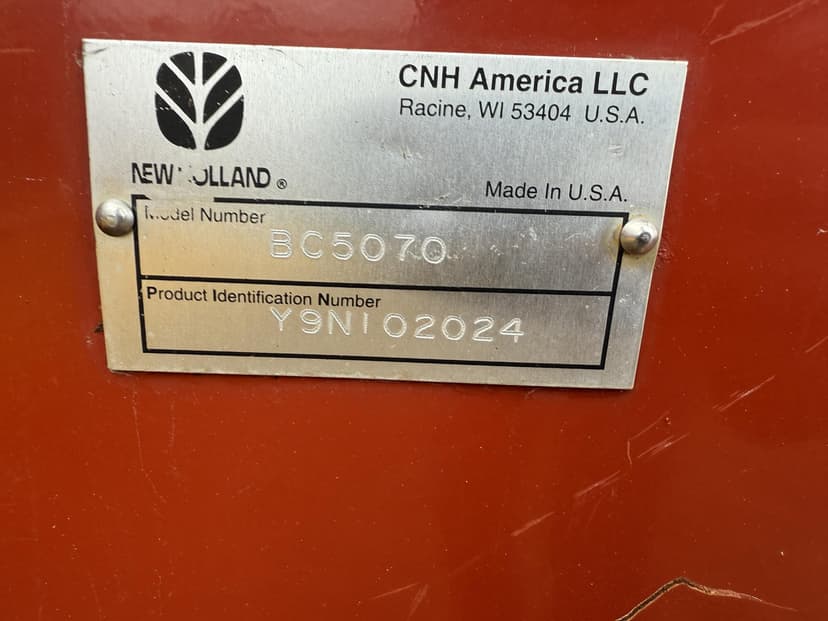 CNH America LLC
Racine, WI 53404 U.S.A.
NEW HOLLAND ®
Made In U.S.A.
Model Number
BC5070
Product Identification Number
Y9N102024